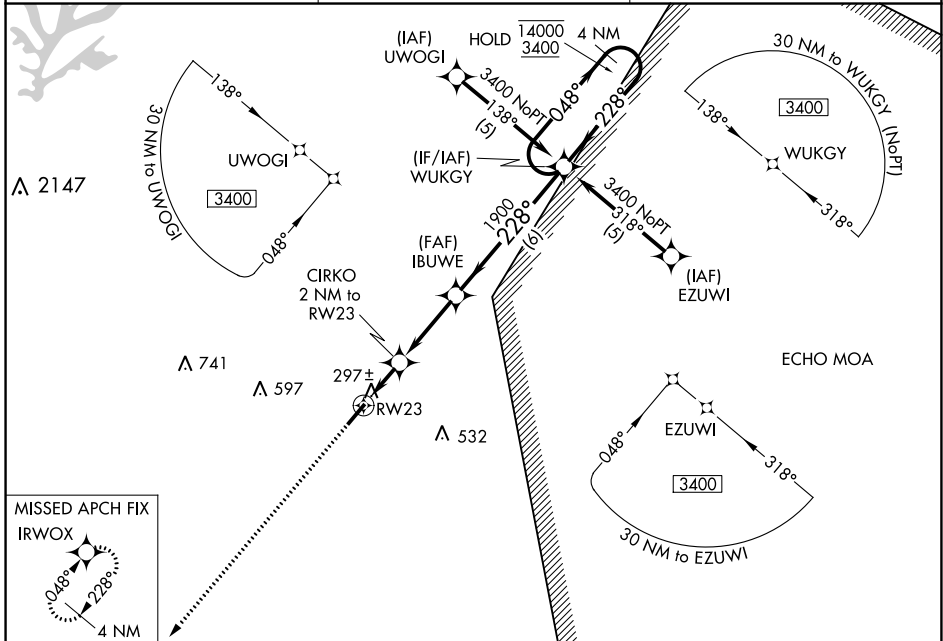 (IAF)
UWOGI
HOLD
14000
3400
4 NM
048°
228°
3400 NoPT
138°
(5)
30 NM to WUKGY (NoPT)
3400
138°
WUKGY
318°
138°
30 NM to UWOGI
UWOGI
3400
048°
2147
(IF/IAF)
WUKGY
3400 NoPT
318°
(5)
(IAF)
EZUWI
1900
228°
(6)
(FAF)
IBUWE
CIRKO
2 NM to
RW23
741
597
297±
RW23
532
ECHO MOA
EZUWI
048°
318°
3400
30 NM to EZUWI
MISSED APCH FIX
IRWOX
048°
228°
4 NM